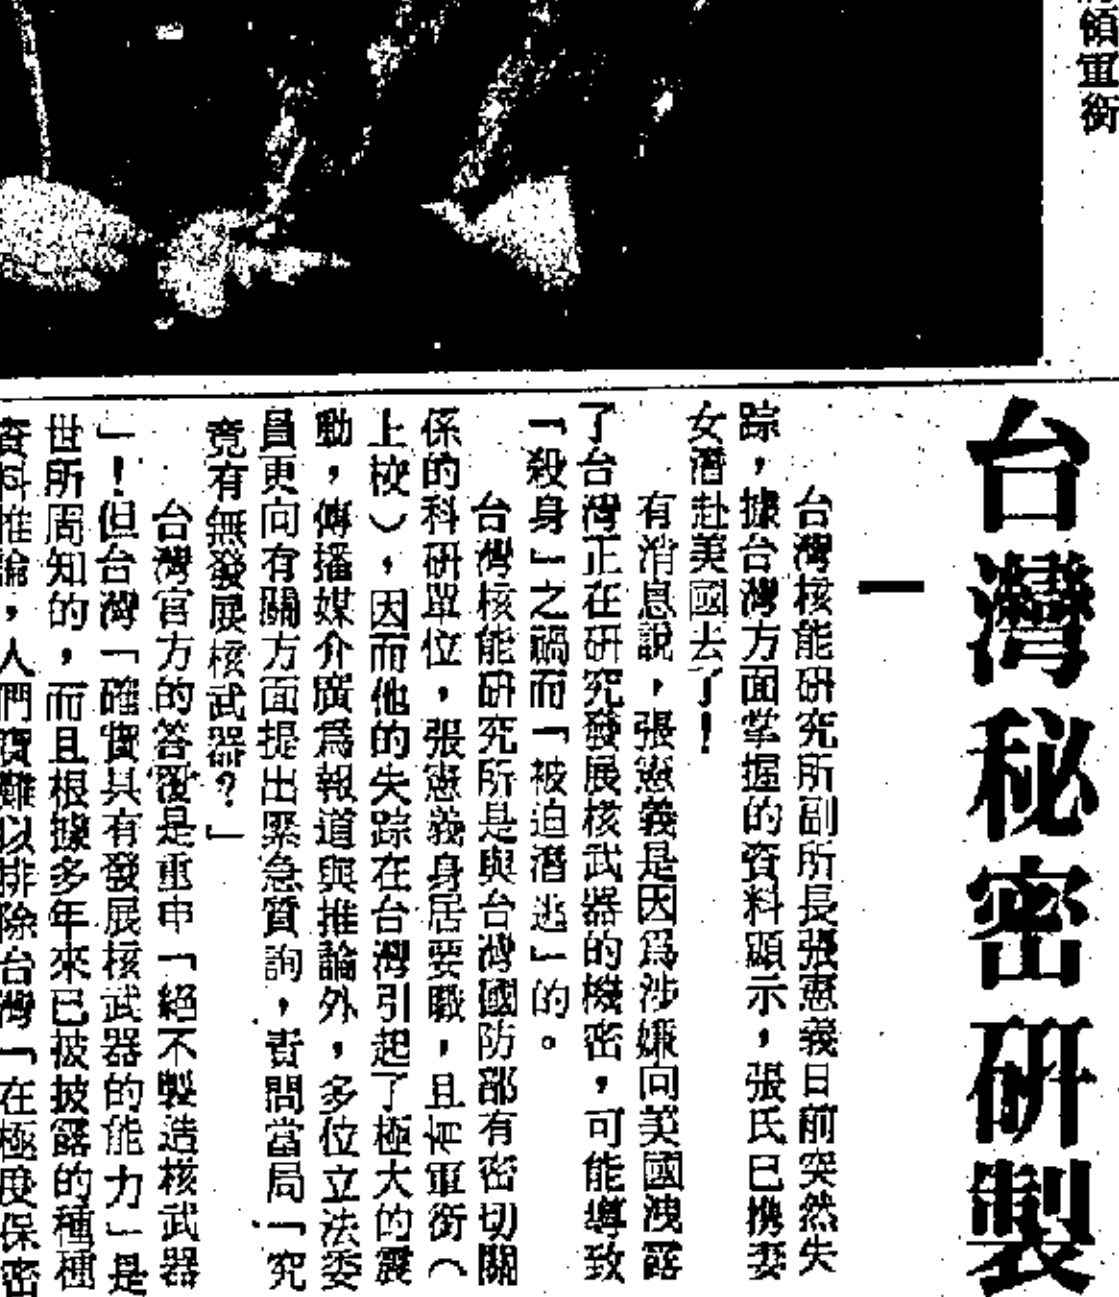 領軍銜
台灣秘密研製
一
台灣核能研究所副所長張憲義日前突然失
踪，據台灣方面掌握的資料顯示，張氏已携妻
女潛赴美國去了！
有消息說，張憲義是因爲涉嫌向美國洩露
了台灣正在研究發展核武器的機密，可能導致
「殺身」之禍而「被迫潛逃」的。
台灣核能研究所是與台灣國防部有密切關
係的科研單位，張憲義身居要職，且有軍銜（
上校），因而他的失踪在台灣引起了極大的震
動，傳播媒介廣爲報道與推論外，多位立法委
員更向有關方面提出緊急質詢，責問當局「究
竟有無發展核武器？」
台灣官方的答覆是重申「絕不製造核武器
」！但台灣「確實具有發展核武器的能力」是
世所周知的，而且根據多年來已被披露的種種
資料推論，人們實難以排除台灣「在極度保密